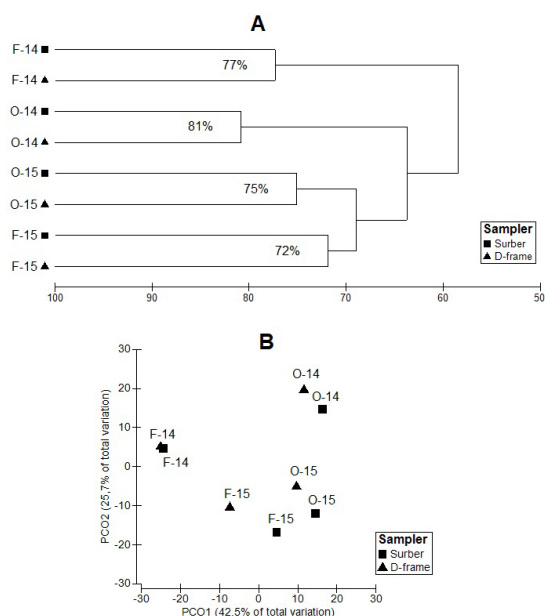 A
F-14
F-14
O-14
O-14
O-15
O-15
F-15
F-15
77%
81%
75%
72%
Sampler
Surber
D-frame
100 90 80 70 60 50
B
PCO2 (25,7% of total variation)
30
20
10
0
-10
-20
-30
O-14
O-14
F-14
F-14
O-15
F-15
O-15
F-15
Sampler
Surber
D-frame
-30 -20 -10 0 10 20 30
PCO1 (42,5% of total variation)